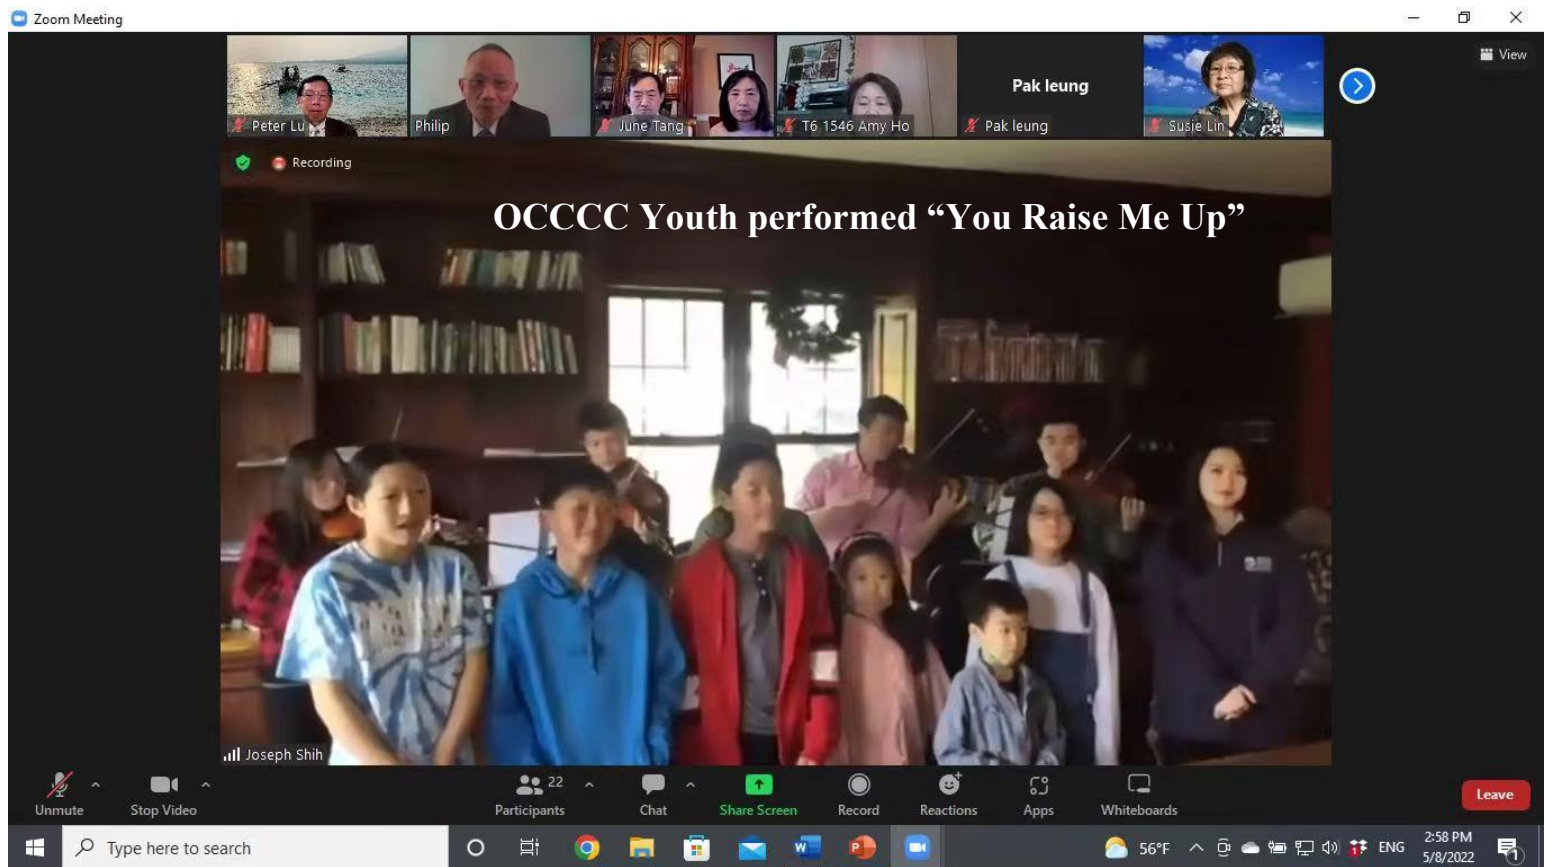 Zoom Meeting
View
Peter Lu
Philip
June Tang
T6 1546 Amy Ho
Pak leung
Pak leung
Susie Lin
Recording
OCCCC Youth performed “You Raise Me Up”
Joseph Shih
Unmute
Stop Video
22
Participants
Chat
Share Screen
Record
Reactions
Apps
Whiteboards
Leave
Type here to search
56°F
ENG
2:58 PM
5/8/2022
1